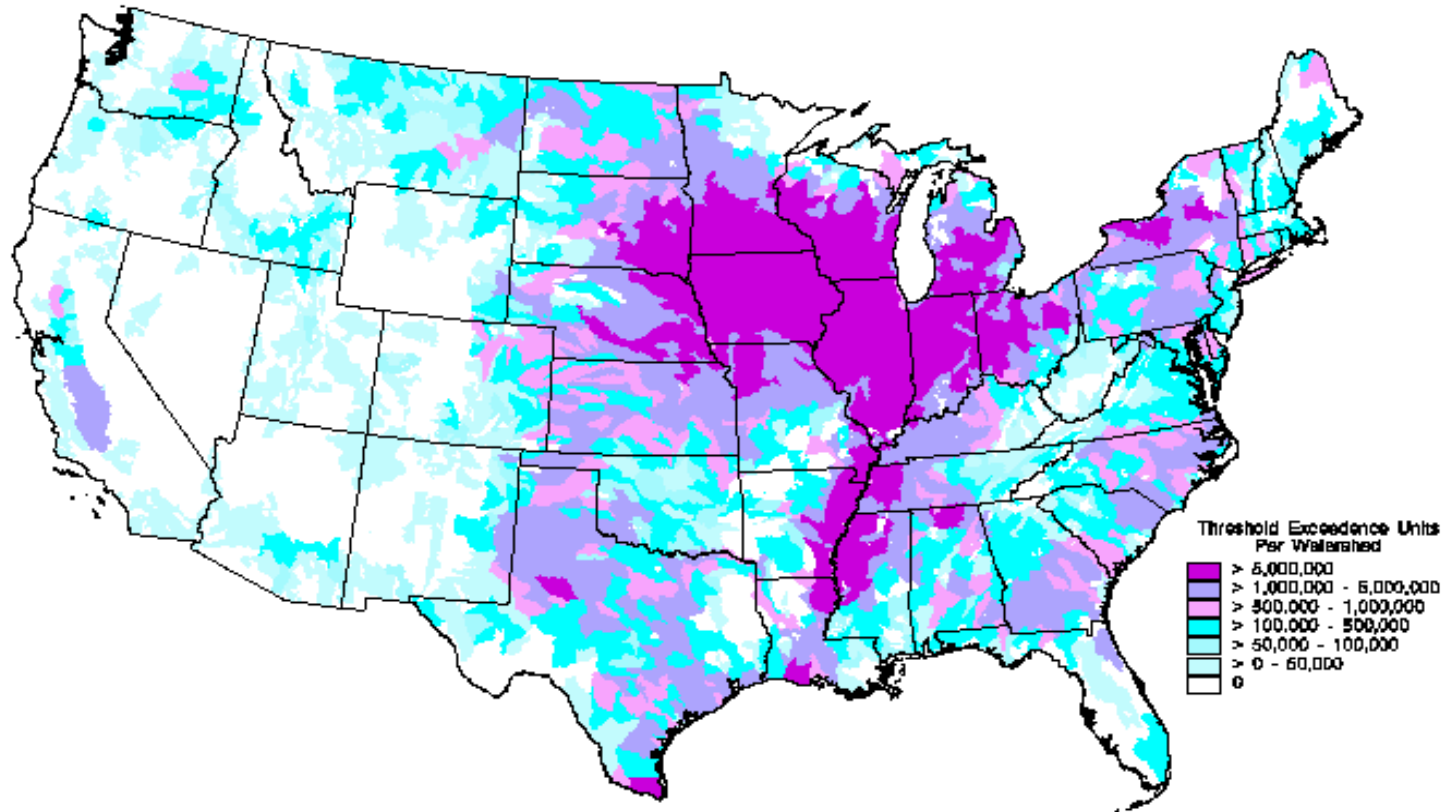 Threshold Exceedence Units
Per Watershed
> 5,000,000
> 1,000,000 - 5,000,000
> 500,000 - 1,000,000
> 100,000 - 500,000
> 50,000 - 100,000
> 0 - 50,000
0